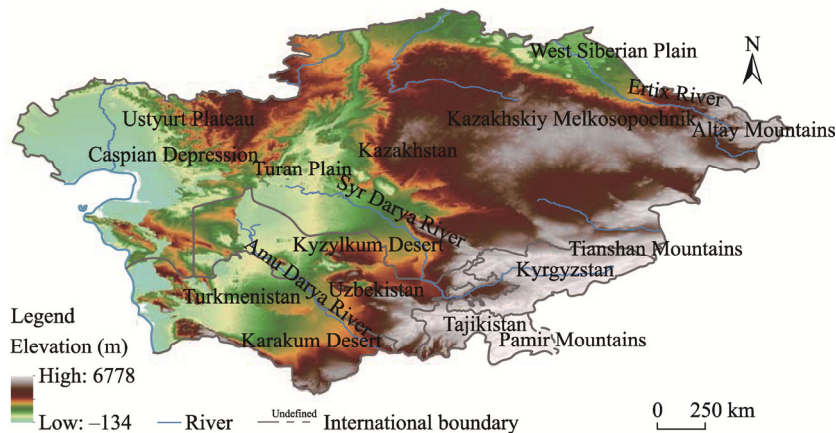 West Siberian Plain
N
Ertix River
Ustyurt Plateau
Kazakhskiy Melkosopochnik
Altay Mountains
Caspian Depression
Kazakhstan
Turan Plain
Syr Darya River
Kyzylkum Desert
Tianshan Mountains
Amu Darya River
Kyrgyzstan
Turkmenistan
Uzbekistan
Tajikistan
Karakum Desert
Pamir Mountains
Legend
Elevation (m)
High: 6778
Low: –134
River
Undefined
International boundary
0 250 km